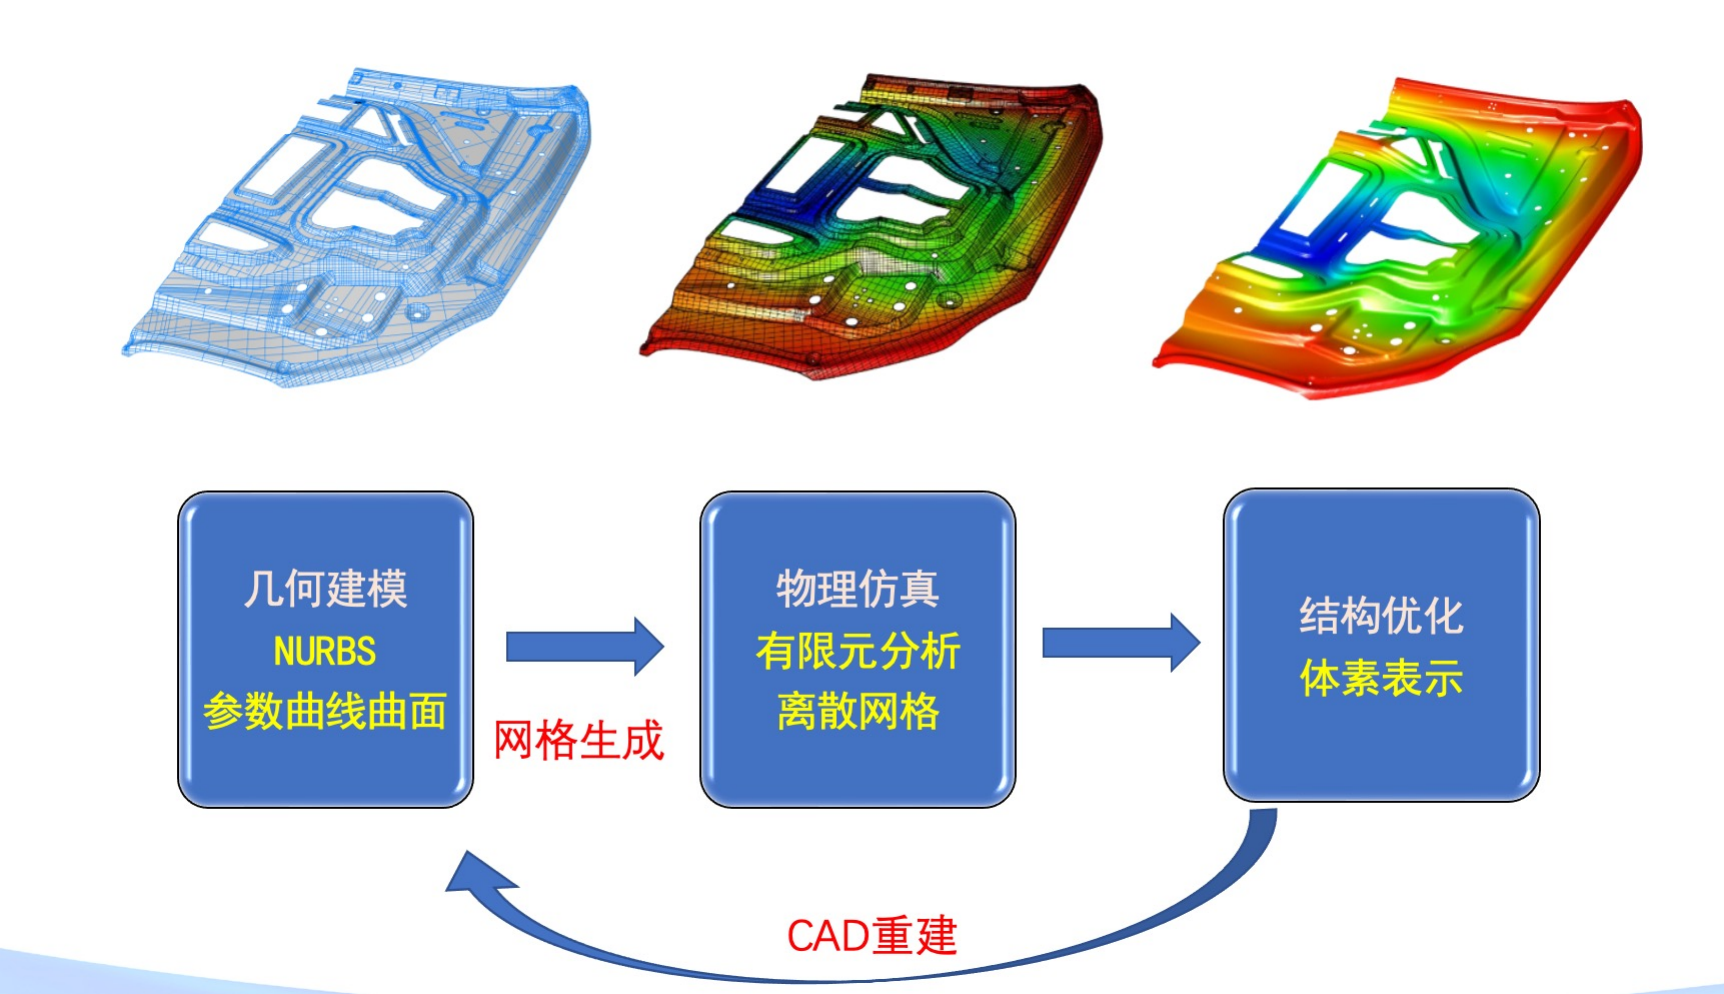 几何建模
NURBS
参数曲线曲面
网格生成
物理仿真
有限元分析
离散网格
结构优化
体素表示
CAD重建